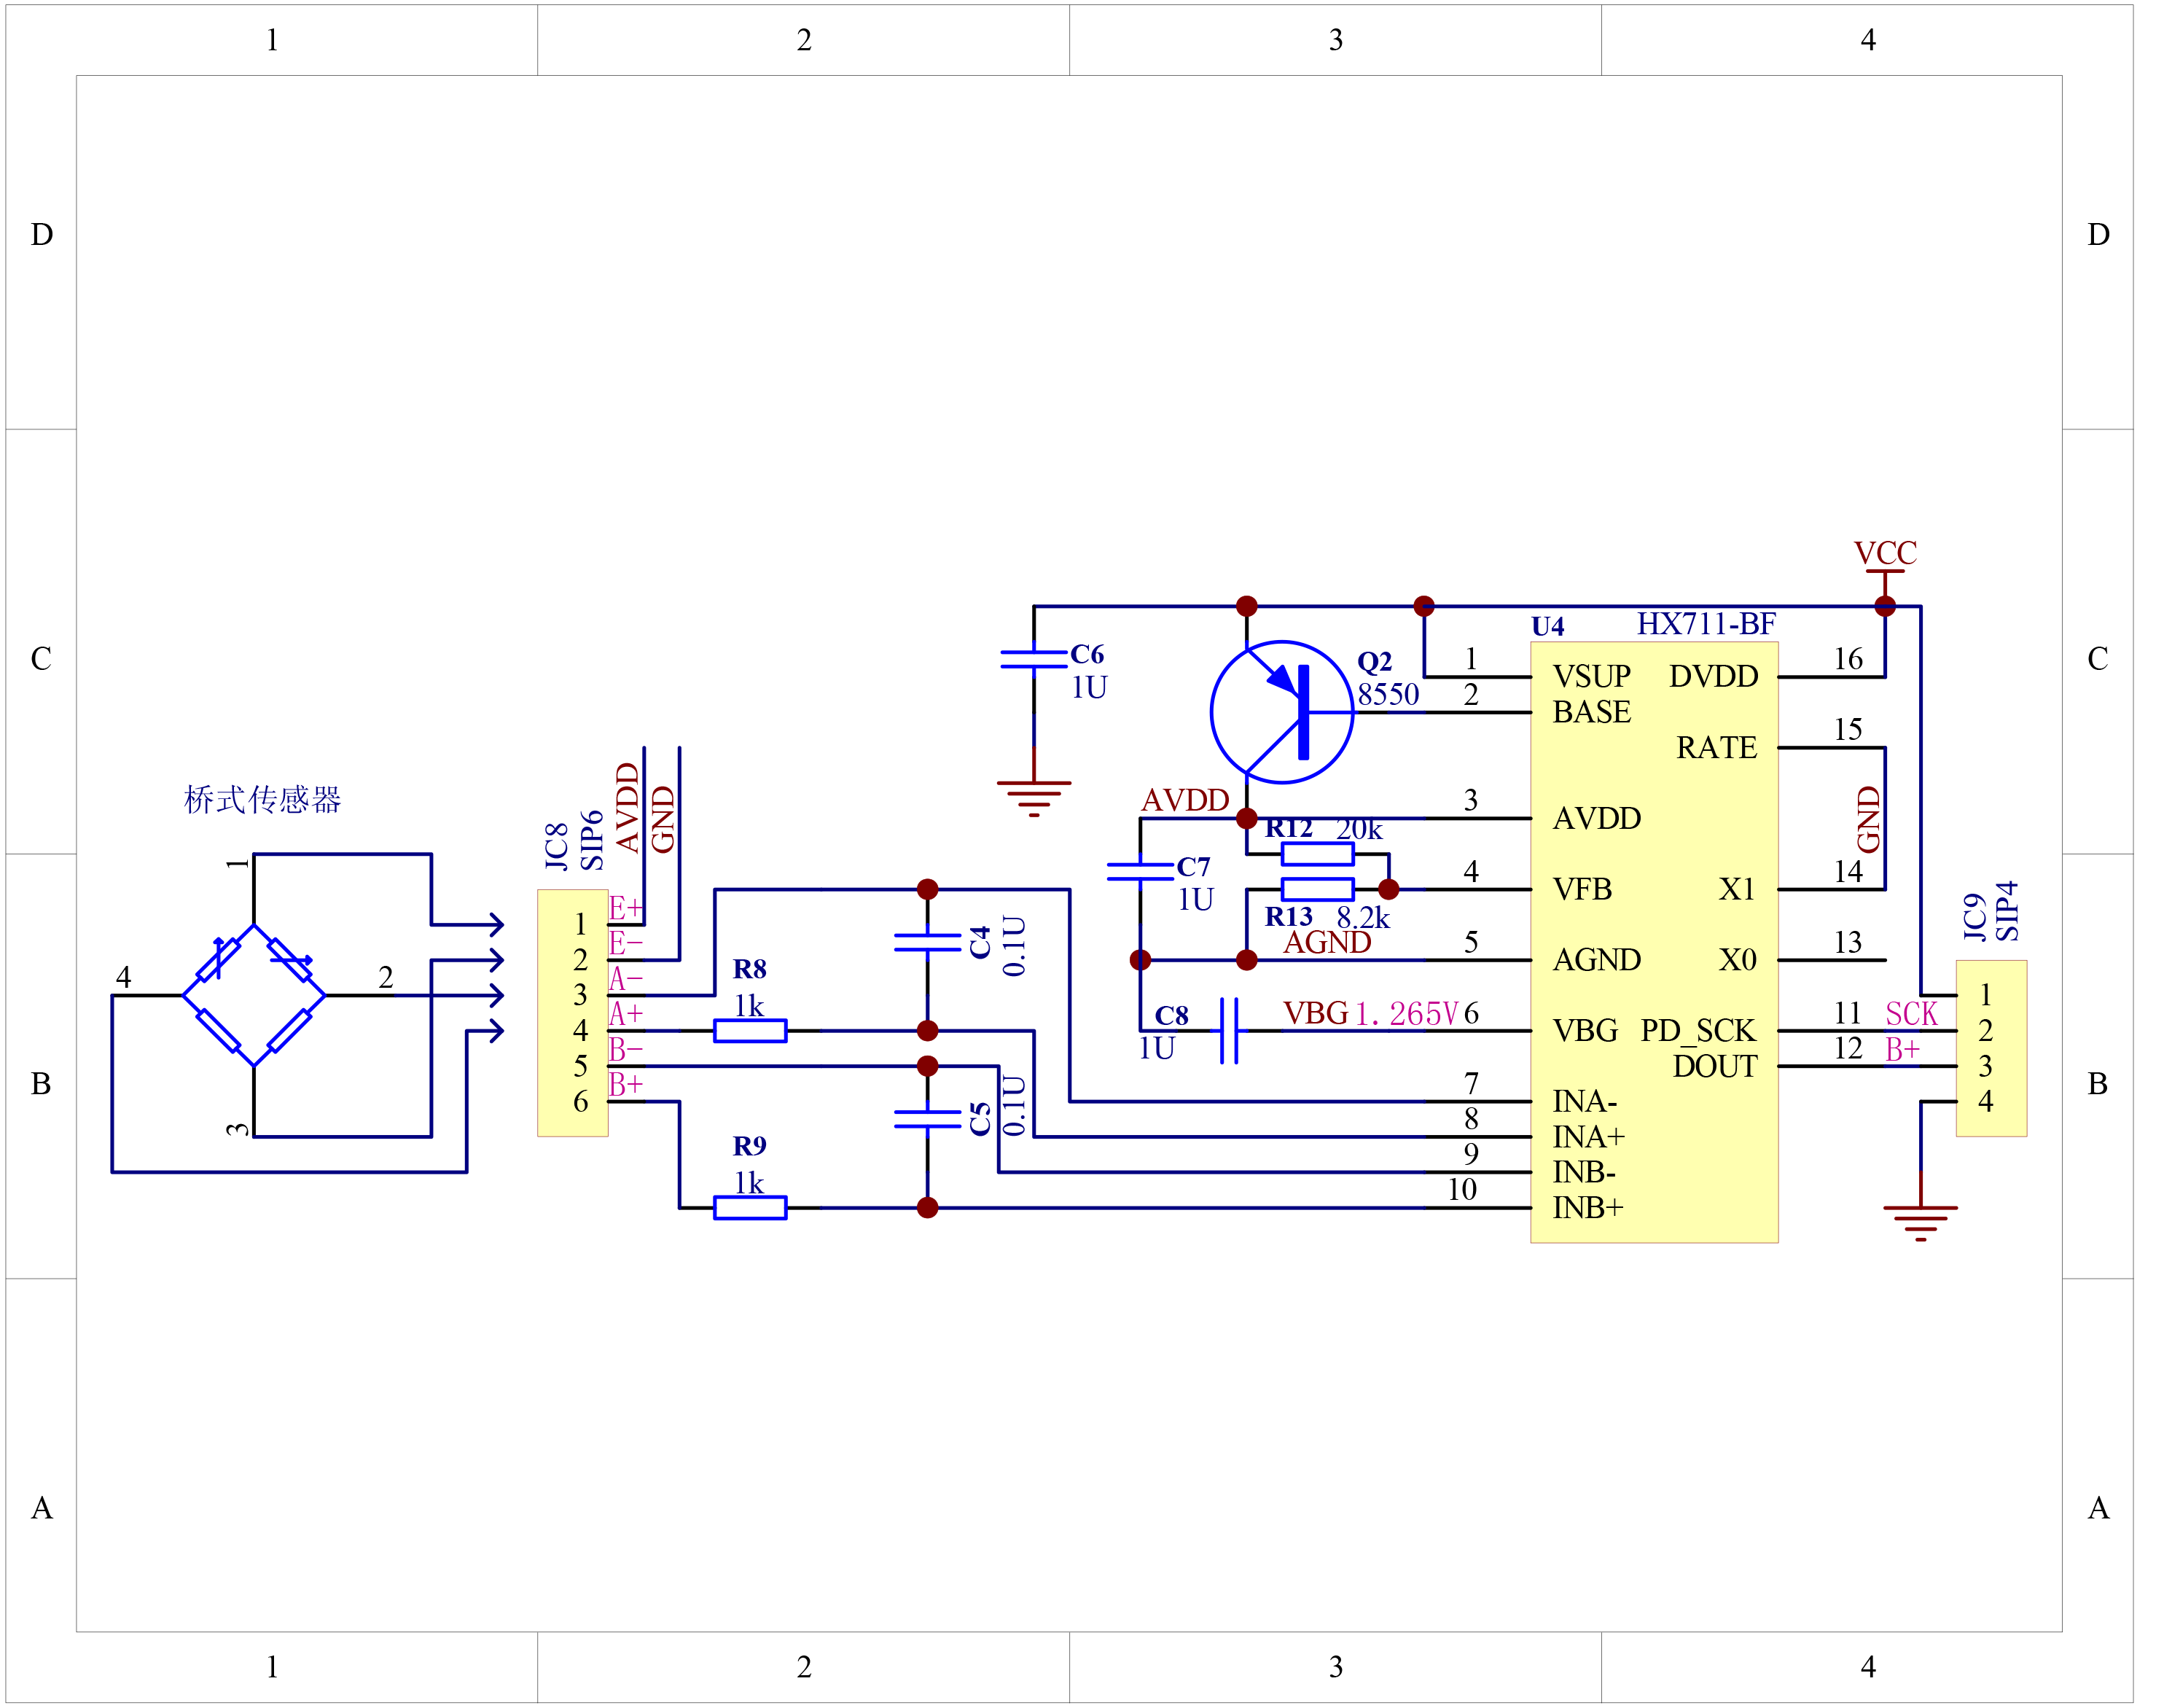 1 2 3 4
D D
C C
B B
A A
桥式传感器
1
2
3
4
JC8
SIP6
AVDD
GND
1 E+
2 E-
3 A-
4 A+
5 B-
6 B+
R8
1k
R9
1k
C4
0.1U
C5
0.1U
C6
1U
Q2
8550
AVDD
C7
1U
R12 20k
R13 8.2k
AGND
C8
1U
VBG 1.265V
U4 HX711-BF
1 VSUP DVDD 16
2 BASE
RATE 15
3 AVDD
4 VFB X1 14
5 AGND X0 13
6 VBG PD_SCK 11
DOUT 12
7 INA-
8 INA+
9 INB-
10 INB+
VCC
GND
SCK
B+
JC9
SIP4
1
2
3
4
1 2 3 4